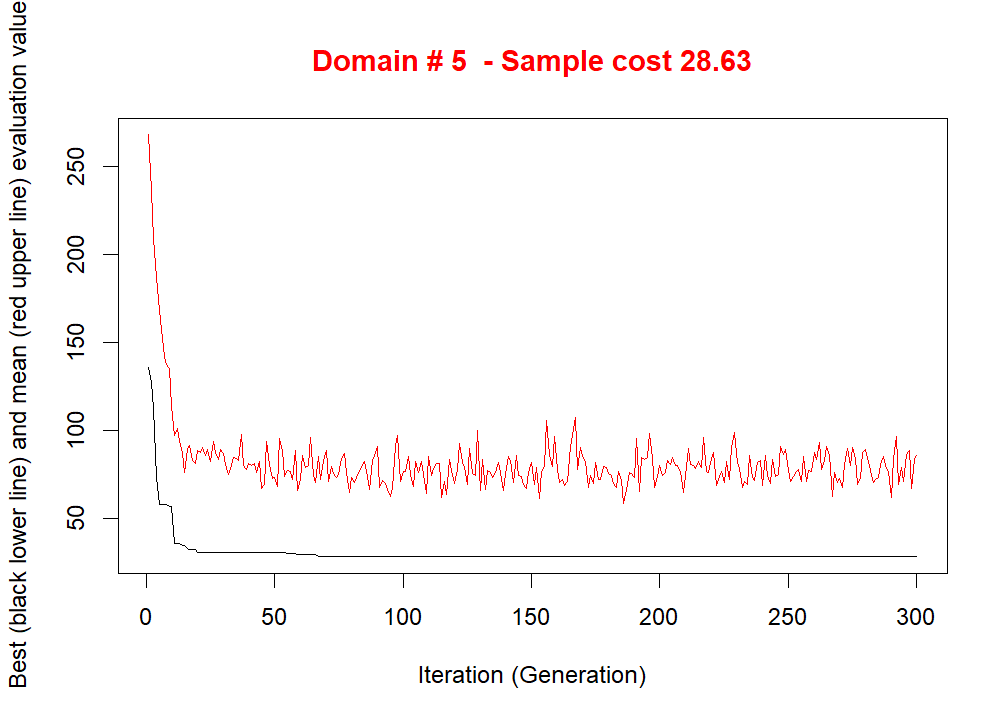 Domain # 5  - Sample cost 28.63
Best (black lower line) and mean (red upper line) evaluation value
250
200
150
100
50
0 50 100 150 200 250 300
Iteration (Generation)